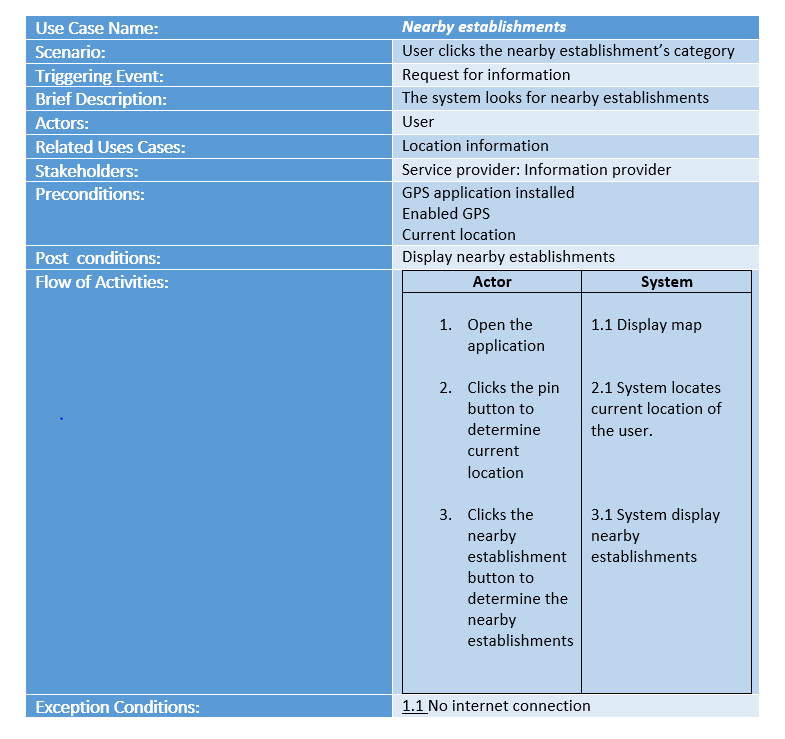 Use Case Name: Nearby establishments
Scenario: User clicks the nearby establishment's category
Triggering Event: Request for information
Brief Description: The system looks for nearby establishments
Actors: User
Related Uses Cases: Location information
Stakeholders: Service provider: Information provider
Preconditions: GPS application installed
Enabled GPS
Current location
Post conditions: Display nearby establishments
Flow of Activities:
Actor System
1. Open the 1.1 Display map
application
2. Clicks the pin 2.1 System locates
button to current location of
determine the user.
current
location
3. Clicks the 3.1 System display
nearby nearby
establishment establishments
button to
determine the
nearby
establishments
Exception Conditions: 1.1 No internet connection